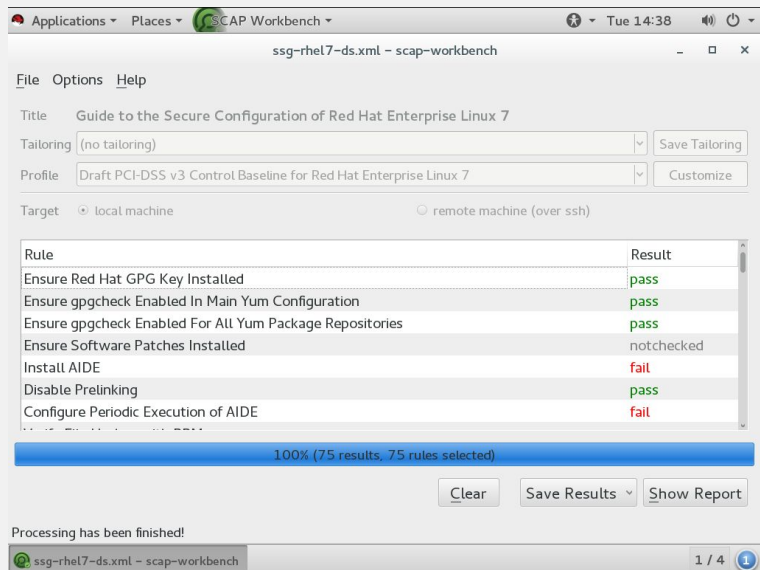 Applications Places SCAP Workbench Tue 14:38
ssg-rhel7-ds.xml – scap-workbench
File Options Help
Title Guide to the Secure Configuration of Red Hat Enterprise Linux 7
Tailoring (no tailoring) Save Tailoring
Profile Draft PCI-DSS v3 Control Baseline for Red Hat Enterprise Linux 7 Customize
Target local machine remote machine (over ssh)
Rule Result
Ensure Red Hat GPG Key Installed pass
Ensure gpgcheck Enabled In Main Yum Configuration pass
Ensure gpgcheck Enabled For All Yum Package Repositories pass
Ensure Software Patches Installed notchecked
Install AIDE fail
Disable Prelinking pass
Configure Periodic Execution of AIDE fail
100% (75 results, 75 rules selected)
Clear Save Results Show Report
Processing has been finished!
ssg-rhel7-ds.xml – scap-workbench 1 / 4 1